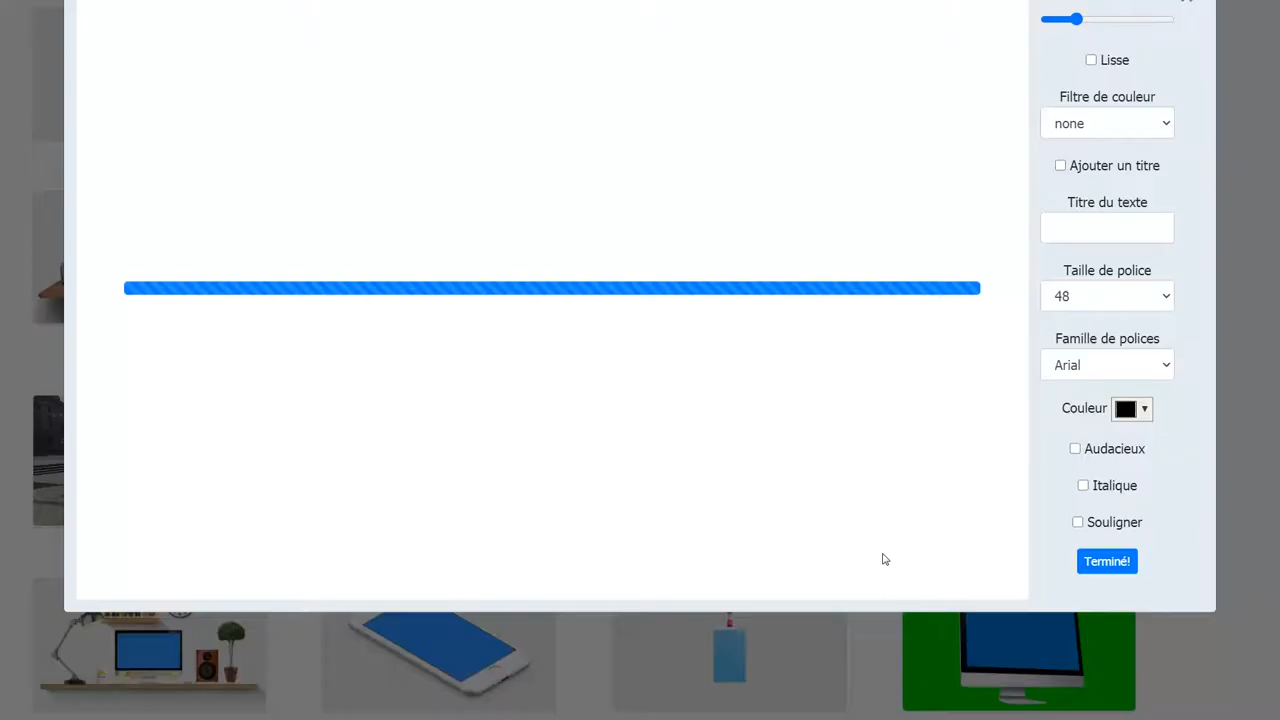 Lisse
Filtre de couleur
none
Ajouter un titre
Titre du texte
Taille de police
48
Famille de polices
Arial
Couleur
Audacieux
Italique
Souligner
Terminé!